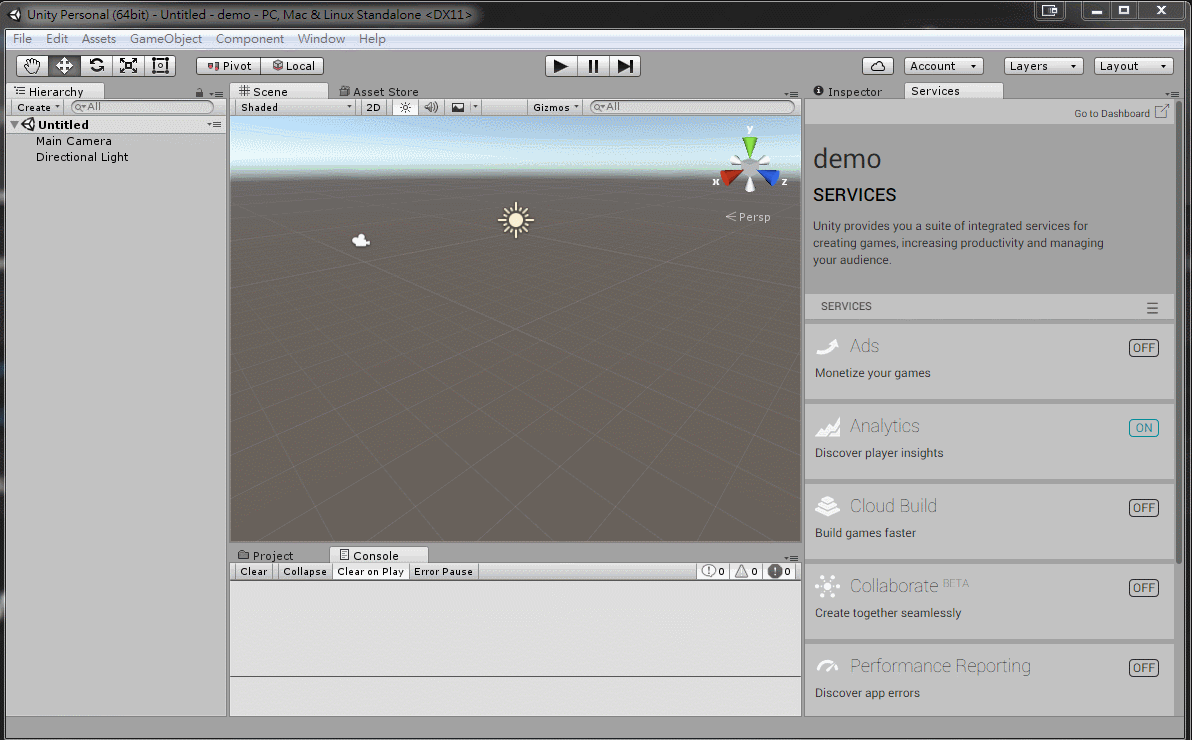 Unity Personal (64bit) - Untitled - demo - PC, Mac & Linux Standalone <DX11>
File Edit Assets GameObject Component Window Help
Pivot Local Account Layers Layout
Hierarchy
Create All
Untitled
Main Camera
Directional Light
Scene Asset Store
Shaded 2D Gizmos All
y
x z
Persp
Project Console
Clear Collapse Clear on Play Error Pause 0 0 0
Inspector Services
Go to Dashboard
demo
SERVICES
Unity provides you a suite of integrated services for
creating games, increasing productivity and managing
your audience.
SERVICES
Ads OFF
Monetize your games
Analytics ON
Discover player insights
Cloud Build OFF
Build games faster
Collaborate BETA OFF
Create together seamlessly
Performance Reporting OFF
Discover app errors